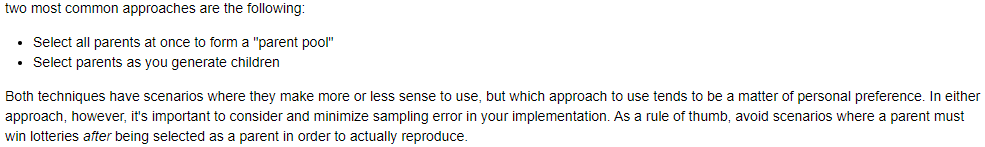 two most common approaches are the following:
• Select all parents at once to form a "parent pool"
• Select parents as you generate children
Both techniques have scenarios where they make more or less sense to use, but which approach to use tends to be a matter of personal preference. In either
approach, however, it's important to consider and minimize sampling error in your implementation. As a rule of thumb, avoid scenarios where a parent must
win lotteries after being selected as a parent in order to actually reproduce.